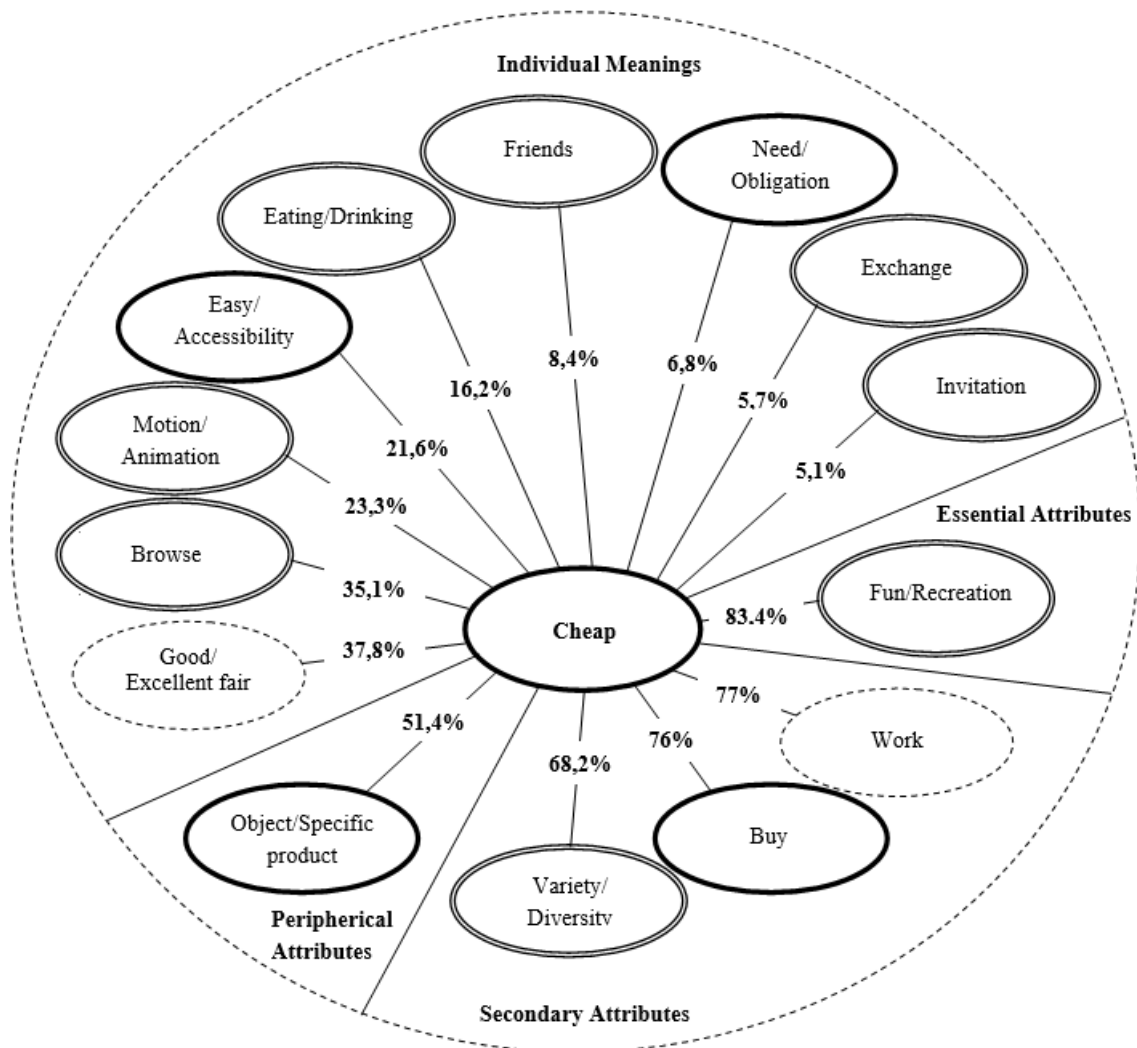 Individual Meanings
Friends
Need/
Obligation
Eating/Drinking
Exchange
Easy/
Accessibility
Invitation
8,4%
6,8%
16,2%
5,7%
Motion/
Animation
21,6%
5,1%
23,3%
Essential Attributes
Browse
35,1%
Fun/Recreation
83.4%
Cheap
Good/
Excellent fair
37,8%
77%
51,4%
76%
Work
68,2%
Object/Specific
product
Buy
Variety/
Diversity
Peripherical
Attributes
Secondary Attributes